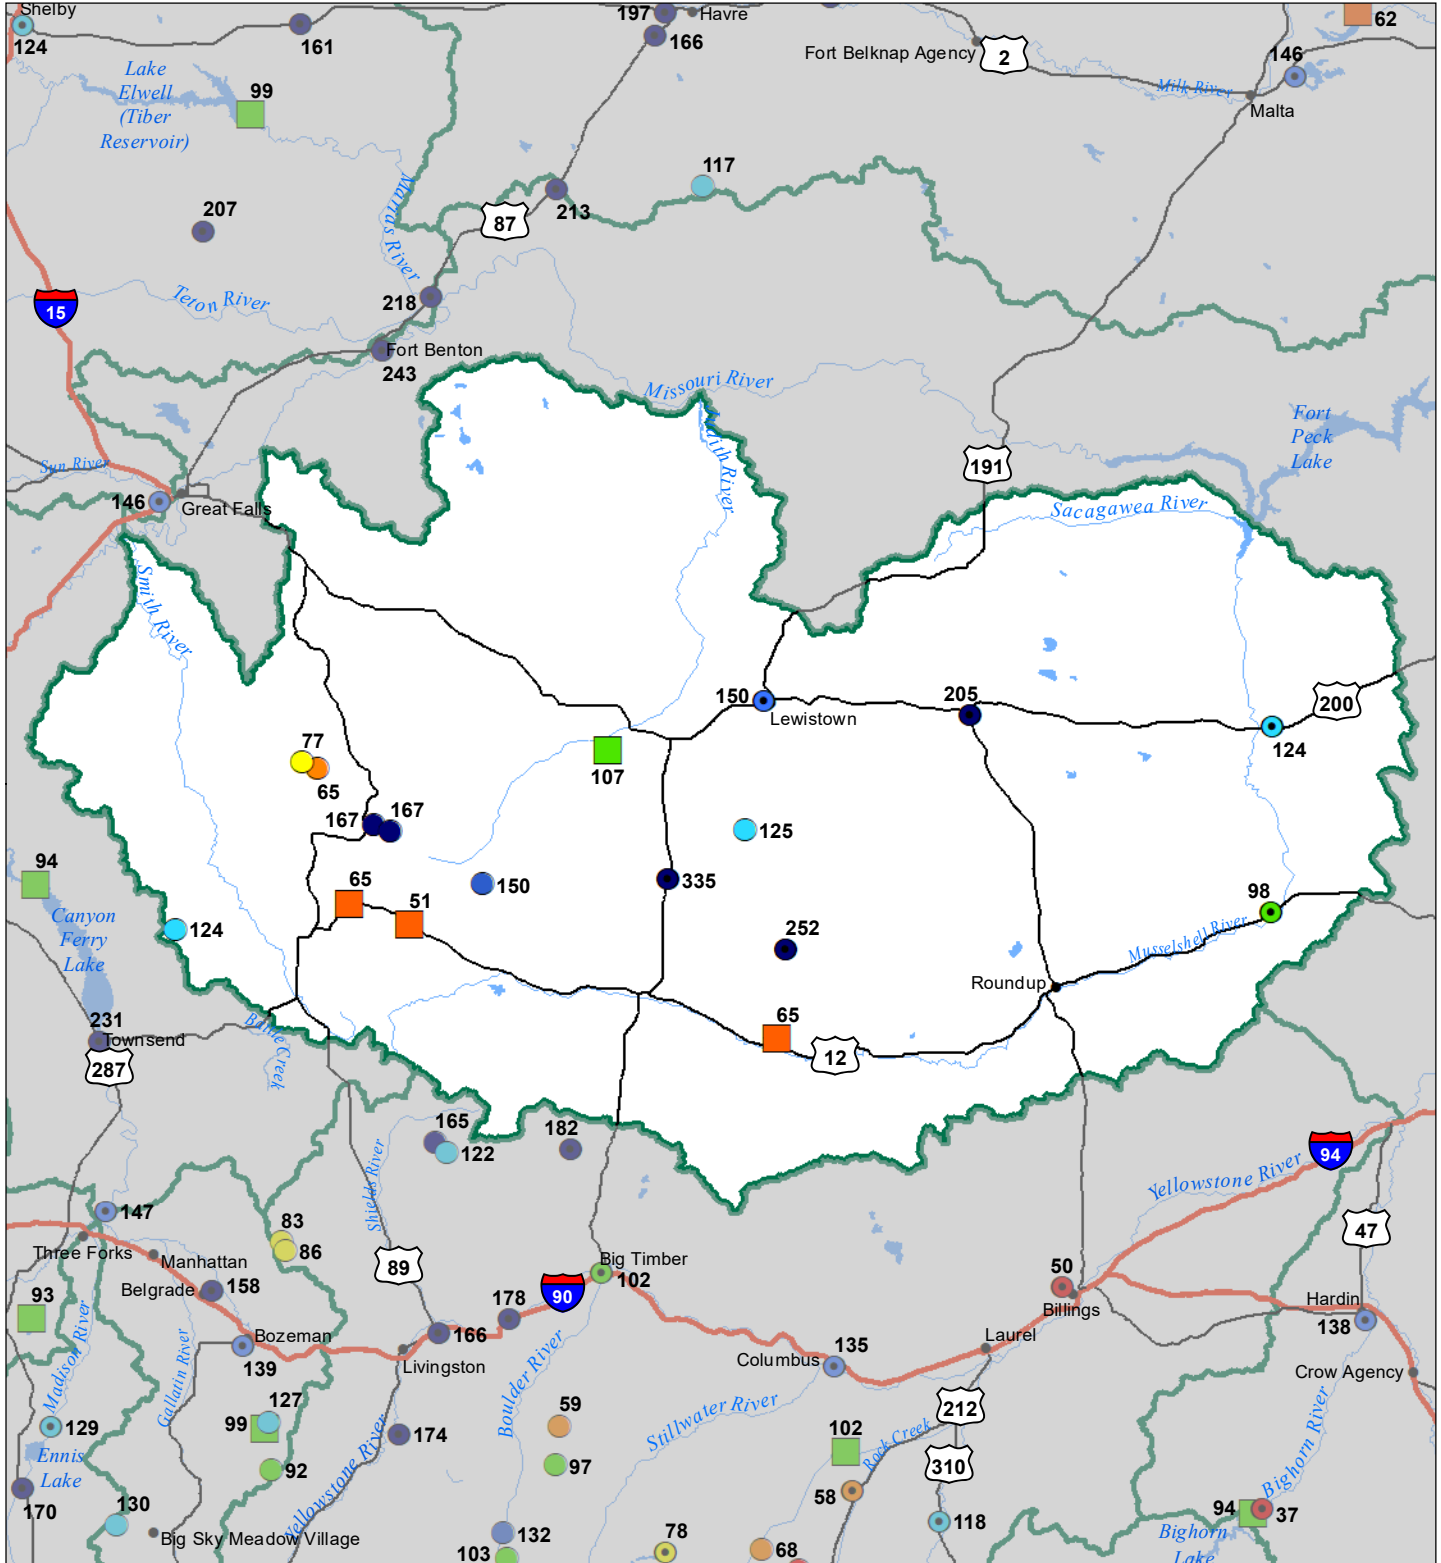 Shelby
124
161
197
Havre
166
Fort Belknap Agency
2
62
146
Milk River
Malta
Lake
Elwell
(Tiber
Reservoir)
99
117
Marias River
207
87
213
15
Teton River
218
Fort Benton
243
Missouri River
Fort
Peck
Lake
191
Sun River
146
Great Falls
Judith River
Sacagawea River
Smith River
150
Lewistown
205
200
124
77
65
107
167
167
125
94
65
51
150
335
98
Canyon
Ferry
Lake
124
252
Musselshell River
Roundup
231
Townsend
287
Battle Creek
65
12
165
122
182
94
Yellowstone River
Shields River
147
83
86
47
Three Forks
Manhattan
Belgrade
158
89
Big Timber
102
90
50
Billings
Hardin
138
93
178
166
Bozeman
139
Livingston
Madison River
Gallatin River
Boulder River
135
Columbus
Laurel
Crow Agency
129
127
99
59
174
Stillwater River
212
102
Rock Creek
Bighorn River
Ennis
Lake
92
97
310
58
170
130
Big Sky Meadow Village
Yellowstone River
132
103
78
68
118
94
37
Bighorn
Lake